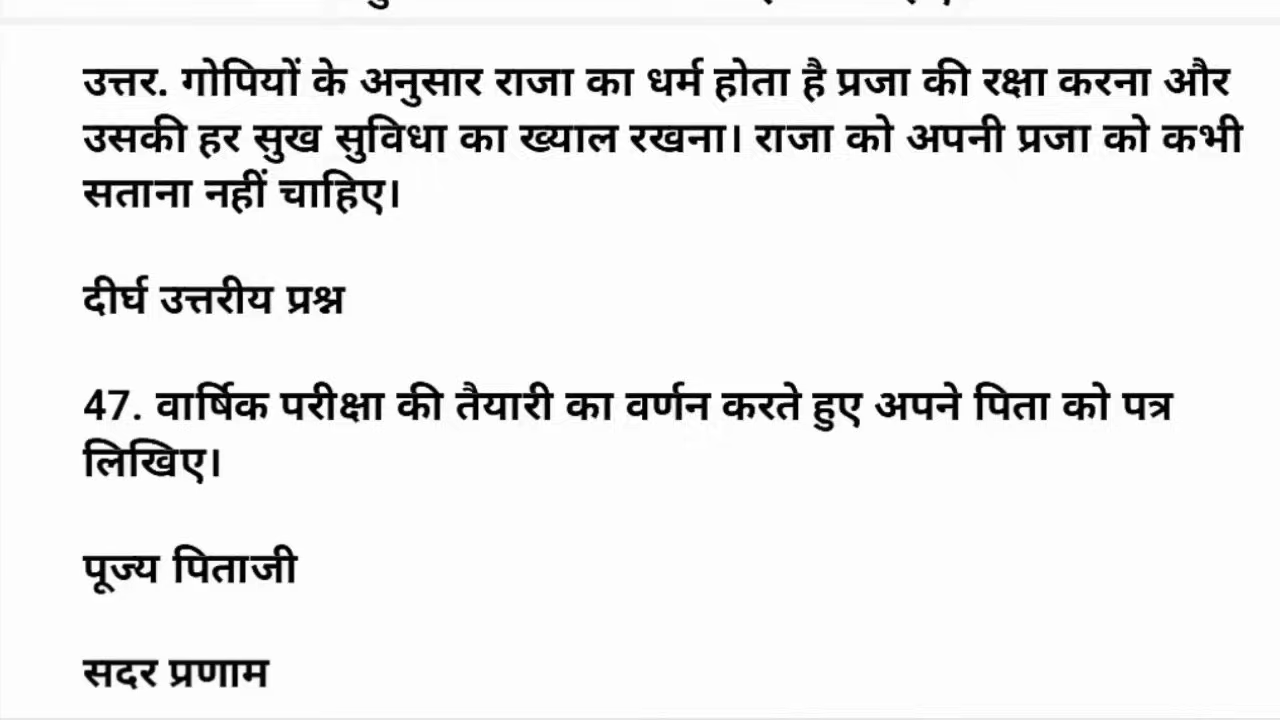 उत्तर. गोपियों के अनुसार राजा का धर्म होता है प्रजा की रक्षा करना और
उसकी हर सुख सुविधा का ख्याल रखना। राजा को अपनी प्रजा को कभी
सताना नहीं चाहिए।
दीर्घ उत्तरीय प्रश्न
47. वार्षिक परीक्षा की तैयारी का वर्णन करते हुए अपने पिता को पत्र
लिखिए।
पूज्य पिताजी
सदर प्रणाम